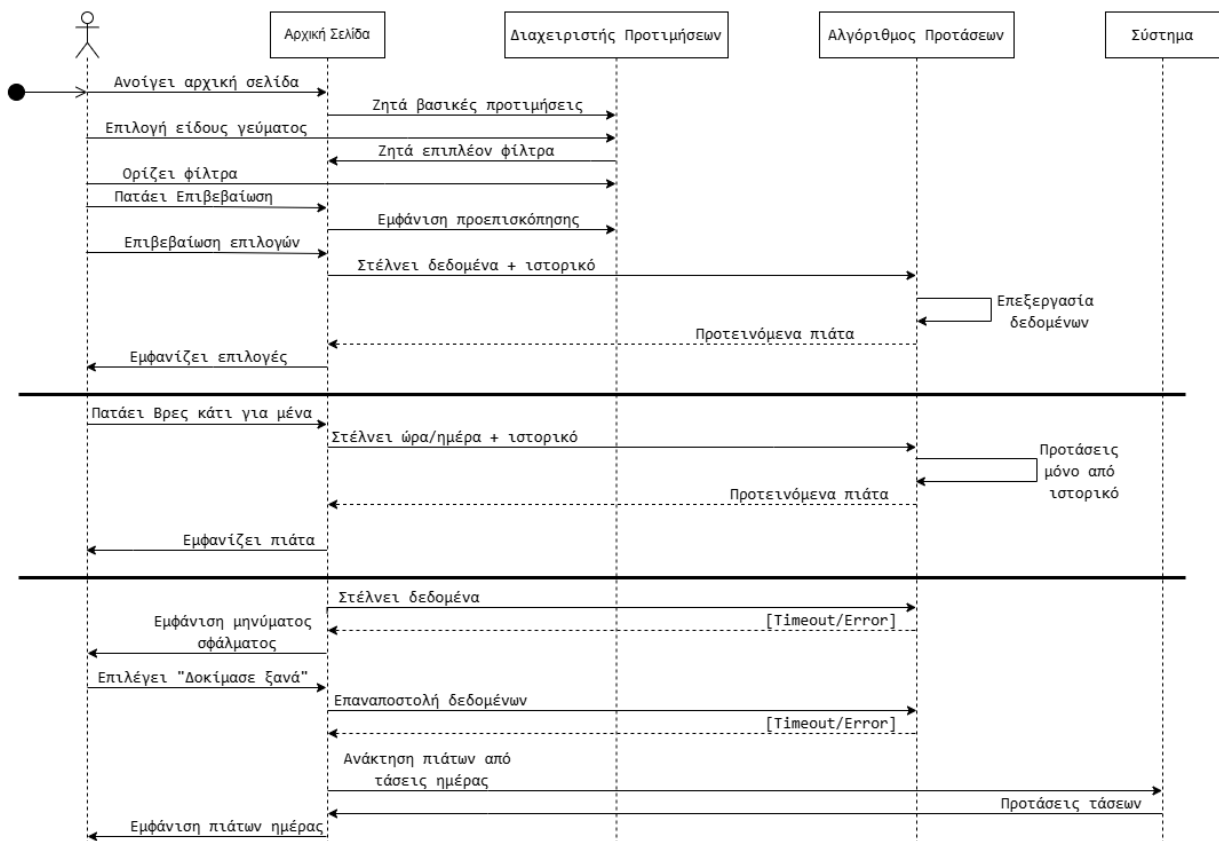 Αρχική Σελίδα
Διαχειριστής Προτιμήσεων
Αλγόριθμος Προτάσεων
Σύστημα
Ανοίγει αρχική σελίδα
Ζητά βασικές προτιμήσεις
Επιλογή είδους γεύματος
Ζητά επιπλέον φίλτρα
Ορίζει φίλτρα
Πατάει Επιβεβαίωση
Εμφάνιση προεπισκόπησης
Επιβεβαίωση επιλογών
Στέλνει δεδομένα + ιστορικό
Επεξεργασία
δεδομένων
Προτεινόμενα πιάτα
Εμφανίζει επιλογές
Πατάει Βρες κάτι για μένα
Στέλνει ώρα/ημέρα + ιστορικό
Προτάσεις
μόνο από
ιστορικό
Προτεινόμενα πιάτα
Εμφανίζει πιάτα
Στέλνει δεδομένα
[Timeout/Error]
Εμφάνιση μηνύματος
σφάλματος
Επιλέγει "Δοκίμασε ξανά"
Επαναποστολή δεδομένων
[Timeout/Error]
Ανάκτηση πιάτων από
τάσεις ημέρας
Προτάσεις τάσεων
Εμφάνιση πιάτων ημέρας